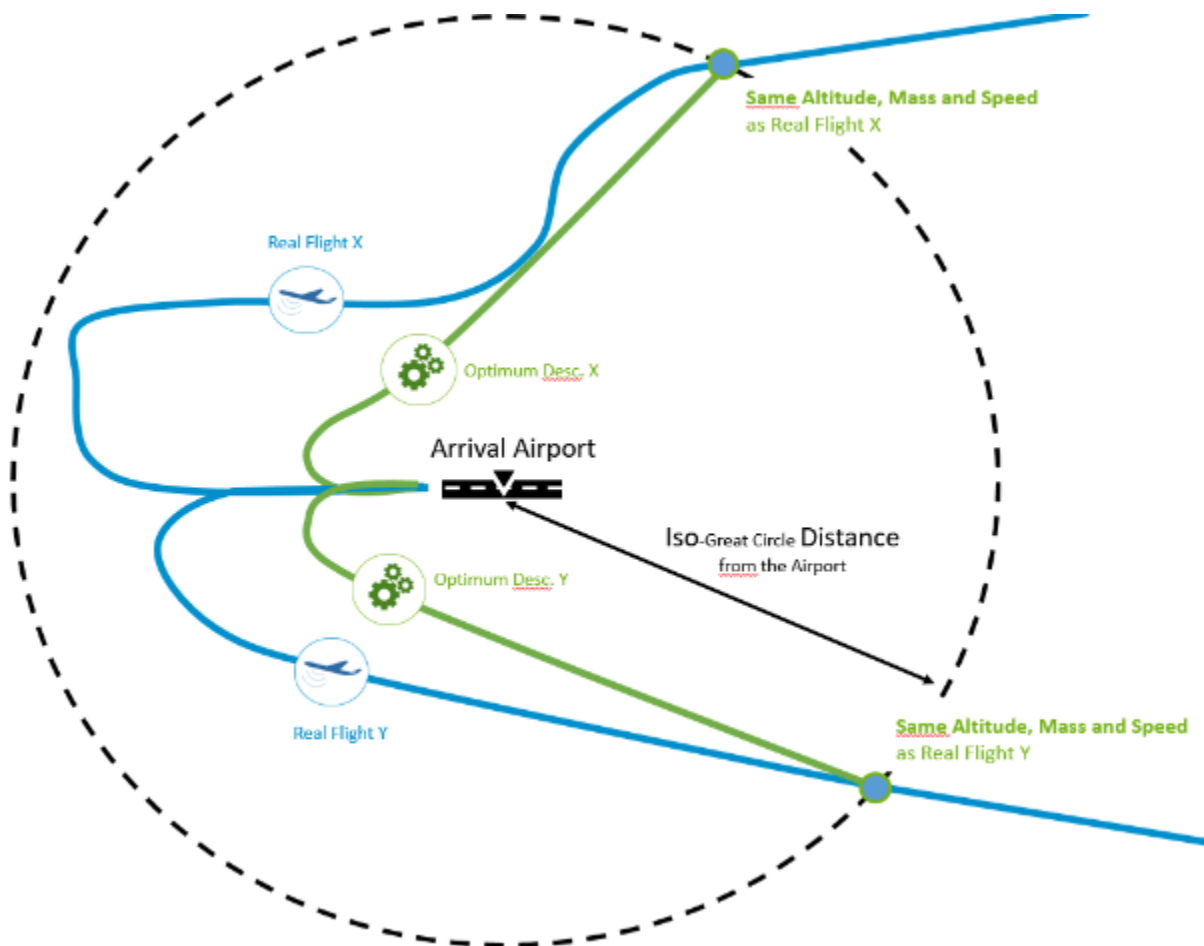 Same Altitude, Mass and Speed
as Real Flight X
Real Flight X
Optimum Desc. X
Arrival Airport
Iso-Great Circle Distance
from the Airport
Optimum Desc. Y
Real Flight Y
Same Altitude, Mass and Speed
as Real Flight Y